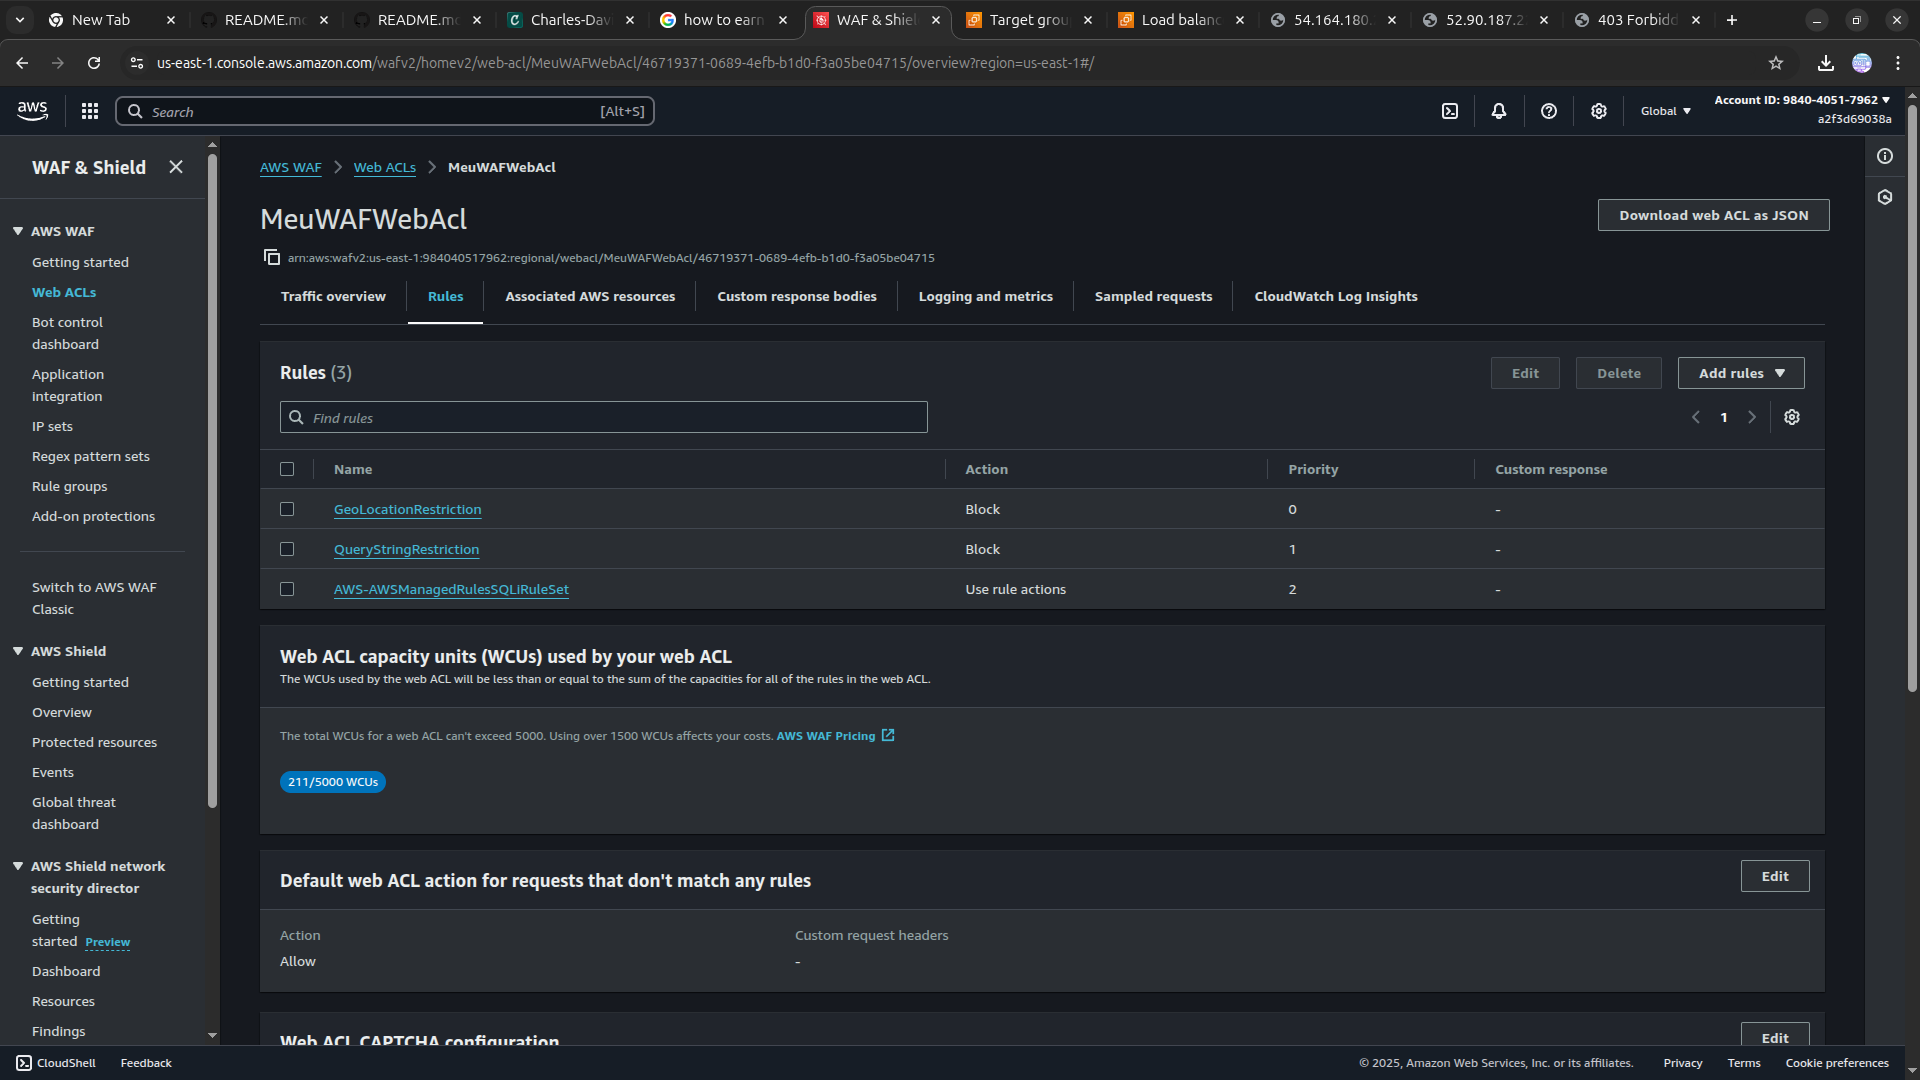 New Tab
README.m
README.m
Charles-Dav
how to earn
WAF & Shie
Target grou
Load balanc
54.164.180.
52.90.187.2
403 Forbidd
us-east-1.console.aws.amazon.com/wafv2/homev2/web-acl/MeuWAFWebAcl/46719371-0689-4efb-b1d0-f3a05be04715/overview?region=us-east-1#/
aws
Search [Alt+S]
Global
Account ID: 9840-4051-7962
a2f3d69038a
WAF & Shield
AWS WAF
Getting started
Web ACLs
Bot control
dashboard
Application
integration
IP sets
Regex pattern sets
Rule groups
Add-on protections
Switch to AWS WAF
Classic
AWS Shield
Getting started
Overview
Protected resources
Events
Global threat
dashboard
AWS Shield network
security director
Getting
started Preview
Dashboard
Resources
Findings
AWS WAF > Web ACLs > MeuWAFWebAcl
MeuWAFWebAcl
Download web ACL as JSON
arn:aws:wafv2:us-east-1:984040517962:regional/webacl/MeuWAFWebAcl/46719371-0689-4efb-b1d0-f3a05be04715
Traffic overview
Rules
Associated AWS resources
Custom response bodies
Logging and metrics
Sampled requests
CloudWatch Log Insights
Rules (3)
Edit
Delete
Add rules
Find rules
1
Name Action Priority Custom response
GeoLocationRestriction Block 0 -
QueryStringRestriction Block 1 -
AWS-AWSManagedRulesSQLiRuleSet Use rule actions 2 -
Web ACL capacity units (WCUs) used by your web ACL
The WCUs used by the web ACL will be less than or equal to the sum of the capacities for all of the rules in the web ACL.
The total WCUs for a web ACL can't exceed 5000. Using over 1500 WCUs affects your costs. AWS WAF Pricing
211/5000 WCUs
Default web ACL action for requests that don't match any rules
Edit
Action Custom request headers
Allow -
Web ACL CAPTCHA configuration
Edit
CloudShell
Feedback
© 2025, Amazon Web Services, Inc. or its affiliates.
Privacy
Terms
Cookie preferences